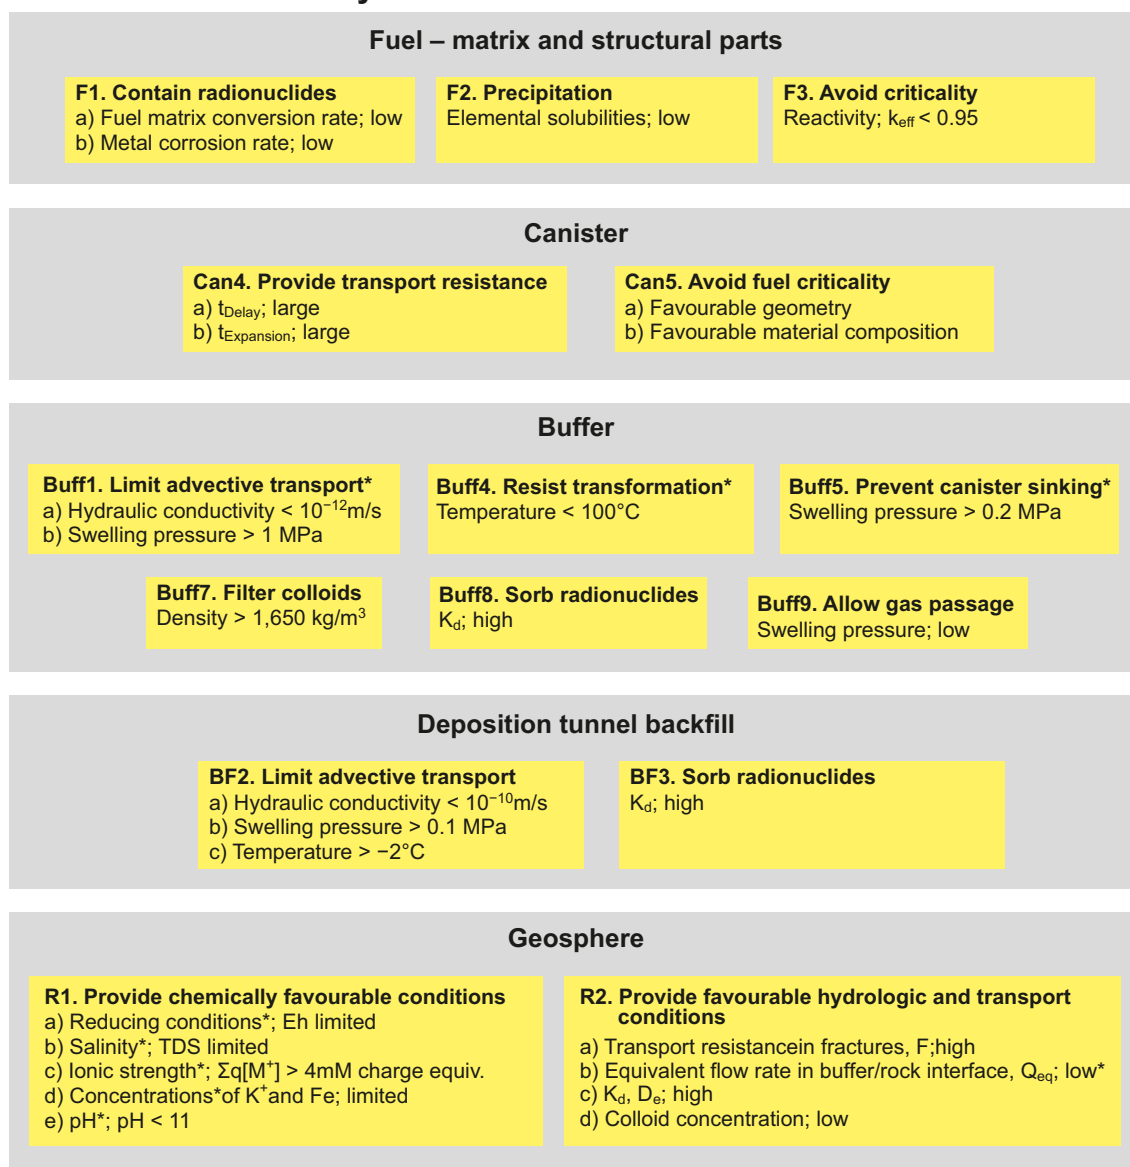 Fuel – matrix and structural parts
F1. Contain radionuclides
a) Fuel matrix conversion rate; low
b) Metal corrosion rate; low
F2. Precipitation
Elemental solubilities; low
F3. Avoid criticality
Reactivity; keff < 0.95
Canister
Can4. Provide transport resistance
a) tDelay; large
b) tExpansion; large
Can5. Avoid fuel criticality
a) Favourable geometry
b) Favourable material composition
Buffer
Buff1. Limit advective transport*
a) Hydraulic conductivity < 10⁻¹²m/s
b) Swelling pressure > 1 MPa
Buff4. Resist transformation*
Temperature < 100°C
Buff5. Prevent canister sinking*
Swelling pressure > 0.2 MPa
Buff7. Filter colloids
Density > 1,650 kg/m³
Buff8. Sorb radionuclides
Kd; high
Buff9. Allow gas passage
Swelling pressure; low
Deposition tunnel backfill
BF2. Limit advective transport
a) Hydraulic conductivity < 10⁻¹⁰m/s
b) Swelling pressure > 0.1 MPa
c) Temperature > −2°C
BF3. Sorb radionuclides
Kd; high
Geosphere
R1. Provide chemically favourable conditions
a) Reducing conditions*; Eh limited
b) Salinity*; TDS limited
c) Ionic strength*; Σq[M⁺] > 4mM charge equiv.
d) Concentrations*of K⁺and Fe; limited
e) pH*; pH < 11
R2. Provide favourable hydrologic and transport
conditions
a) Transport resistancein fractures, F;high
b) Equivalent flow rate in buffer/rock interface, Qeq; low*
c) Kd, De; high
d) Colloid concentration; low